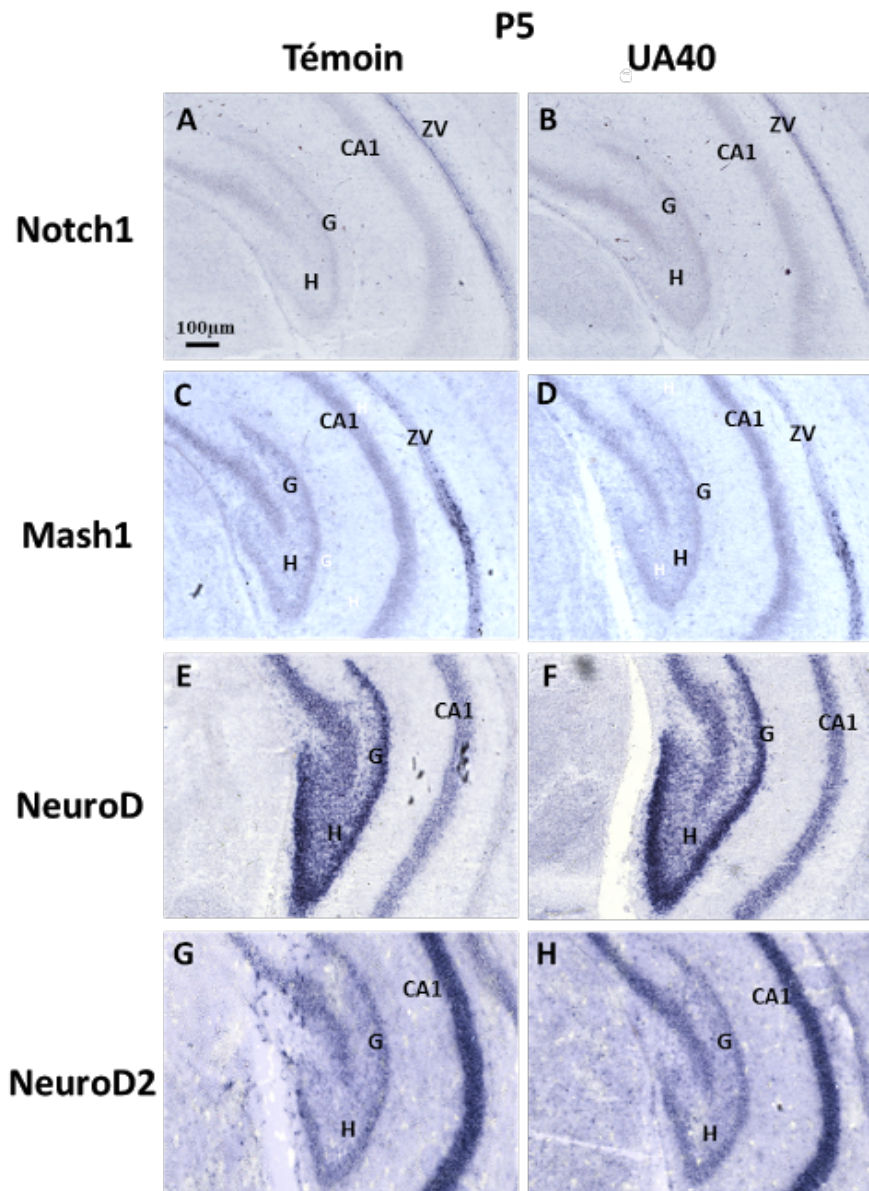 P5
Témoin UA40
Notch1
A CA1 ZV G H 100µm
B CA1 ZV G H
Mash1
C CA1 H ZV G H G H
D H CA1 ZV G H H
NeuroD
E CA1 G H
F CA1 G H
NeuroD2
G CA1 G H
H CA1 G H